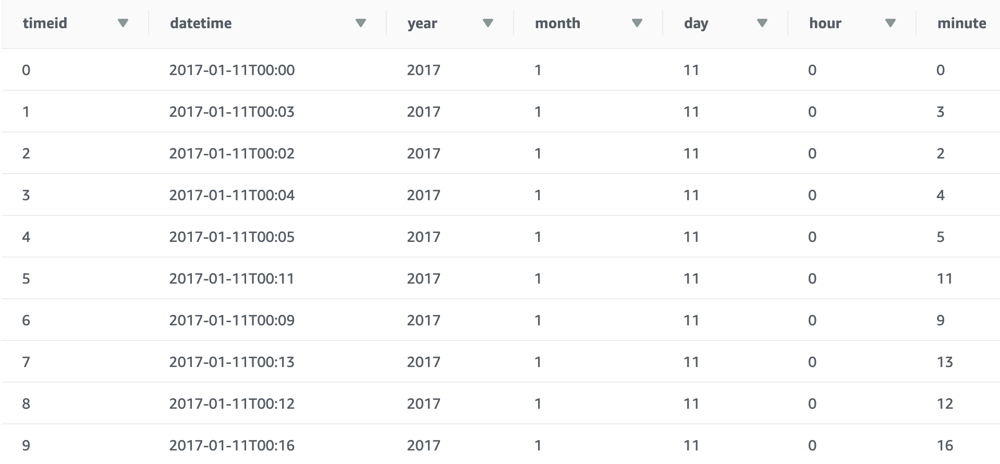 timeid datetime year month day hour minute
0 2017-01-11T00:00 2017 1 11 0 0
1 2017-01-11T00:03 2017 1 11 0 3
2 2017-01-11T00:02 2017 1 11 0 2
3 2017-01-11T00:04 2017 1 11 0 4
4 2017-01-11T00:05 2017 1 11 0 5
5 2017-01-11T00:11 2017 1 11 0 11
6 2017-01-11T00:09 2017 1 11 0 9
7 2017-01-11T00:13 2017 1 11 0 13
8 2017-01-11T00:12 2017 1 11 0 12
9 2017-01-11T00:16 2017 1 11 0 16